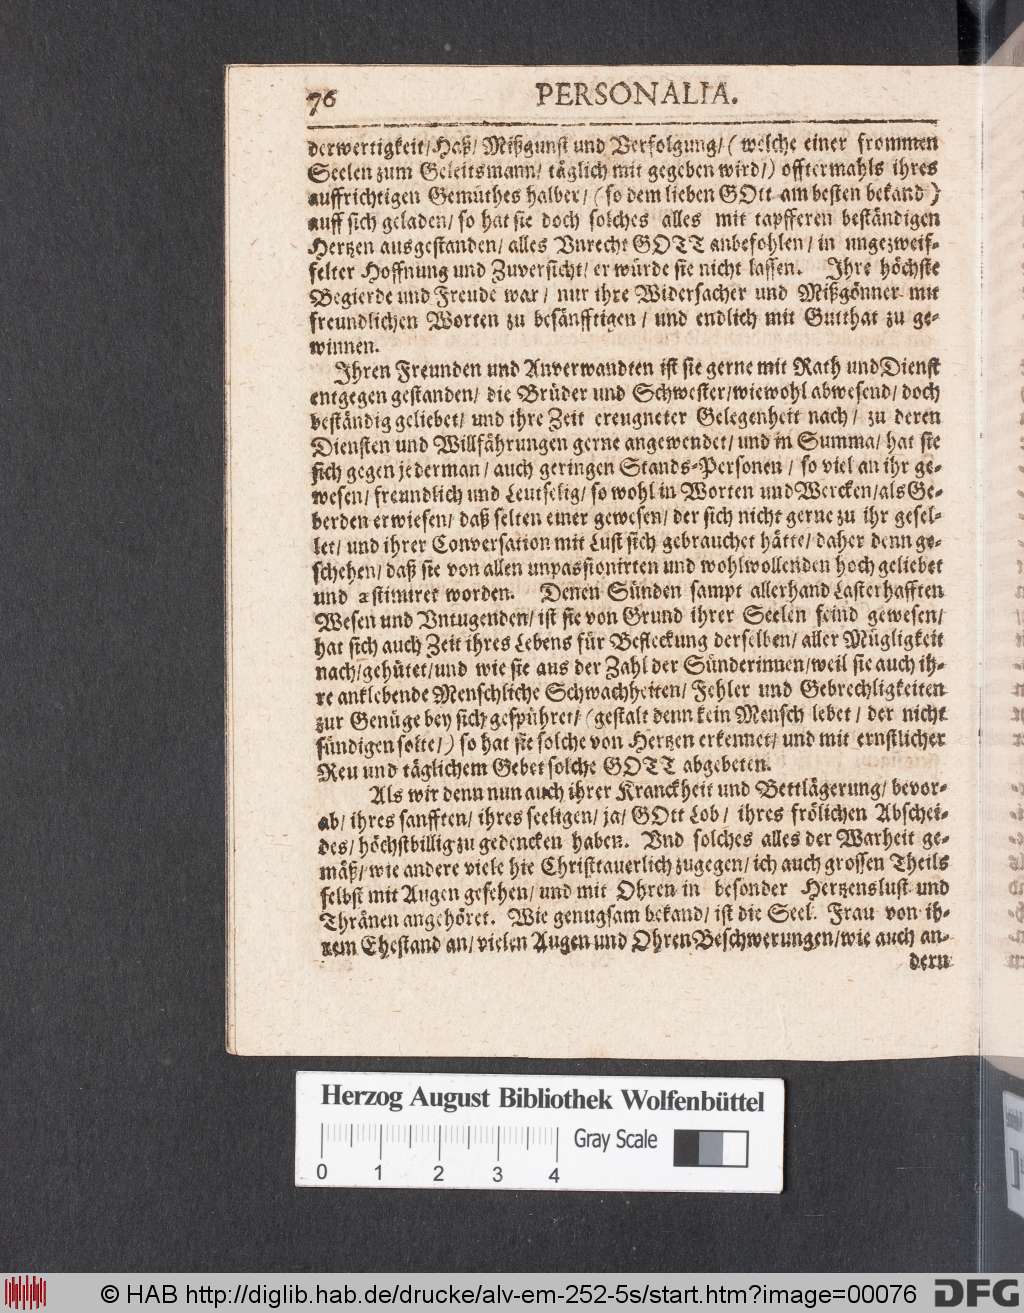 76 PERSONALIA.
derwertigkeit/ Haß/ Mißgunst und Verfolgung/ ( welche einer frommen
Seelen zum Geleitsmann/ täglich mit gegeben wird/) offtermahls ihres
auffrichtigen Gemüthes halber/ ( so dem lieben GOtt am besten bekand )
auff sich geladen/ so hat sie doch solches alles mit tapfferen beständigen
Hertzen ausgestanden/ alles Vnrecht GOTT anbefohlen/ in ungezweif-
felter Hoffnung und Zuversicht/ er würde sie nicht lassen. Ihre höchste
Begierde und Freude war / nur ihre Widersacher und Mißgönner mit
freundlichen Worten zu besänfftigen / und endlich mit Gutthat zu ge-
winnen.
Ihren Freunden und Anverwandten ist sie gerne mit Rath und Dienst
entgegen gestanden/ die Brüder und Schwester/ wiewohl abwesend/ doch
beständig geliebet/ und ihre Zeit ereugneter Gelegenheit nach/ zu deren
Diensten und Willfährungen gerne angewendet/ und in Summa/ hat sie
sich gegen jederman / auch geringen Stands-Personen / so viel an ihr ge-
wesen/ freundlich und Leutselig/ so wohl in Worten und Wercken/ als Ge-
berden erwiesen/ daß selten einer gewesen/ der sich nicht gerne zu ihr gesel-
let/ und ihrer Conversation mit Lust sich gebrauchet hätte/ daher denn ge-
schehen/ daß sie von allen unpassionirten und wohlwollenden hoch geliebet
und æstimiret worden. Denen Sünden sampt allerhand Lasterhafften
Wesen und Vntugenden/ ist sie von Grund ihrer Seelen feind gewesen/
hat sich auch Zeit ihres Lebens für Befleckung derselben/ aller Mügligkeit
nach/ gehütet/ und wie sie aus der Zahl der Sünderinnen/ weil sie auch ih-
re anklebende Menschliche Schwachheiten/ Fehler und Gebrechligkeiten
zur Genüge bey sich gespühret/ (gestalt denn kein Mensch lebet / der nicht
sündigen solte/) so hat sie solche von Hertzen erkennet/ und mit ernstlicher
Reu und täglichem Gebet solche GOTT abgebeten.
Als wir denn nun auch ihrer Kranckheit und Bettlägerung/ bevor-
ab/ ihres sanfften/ ihres seeligen/ ja/ GOtt Lob/ ihres frölichen Abschei-
des/ höchstbillig zu gedencken haben. Vnd solches alles der Warheit ge-
mäß/ wie andere viele hie Christtauerlich zugegen/ ich auch grossen Theils
selbst mit Augen gesehen/ und mit Ohren in besonder Hertzenslust und
Thränen angehöret. Wie genugsam bekand/ ist die Seel. Frau von ih-
rem Ehestand an/ vielen Augen und Ohren Beschwerungen/ wie auch an-
dern
Herzog August Bibliothek Wolfenbüttel
Gray Scale
0 1 2 3 4
© HAB http://diglib.hab.de/drucke/alv-em-252-5s/start.htm?image=00076 DFG